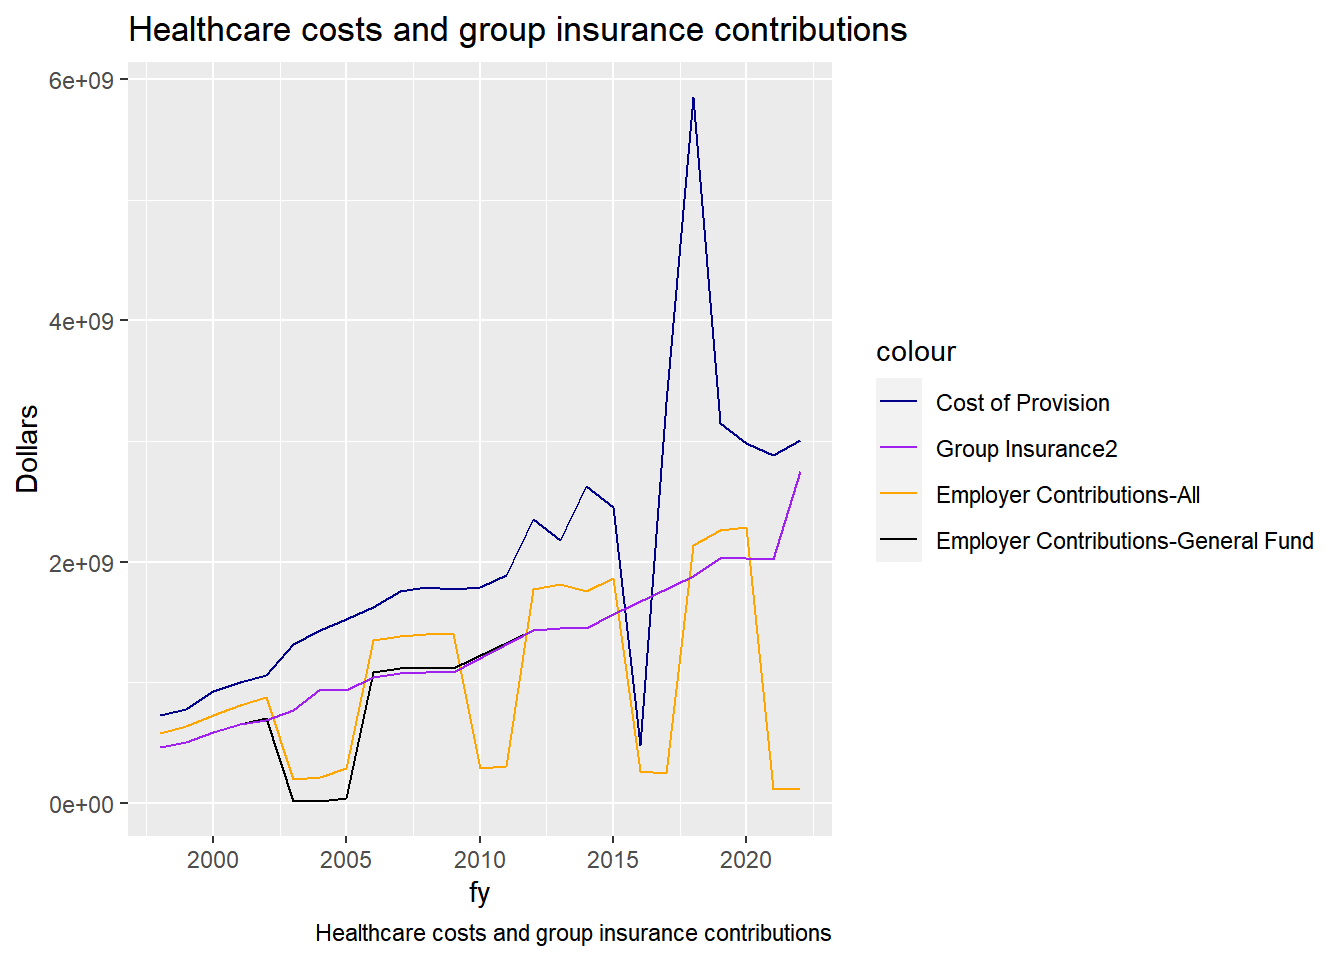 Healthcare costs and group insurance contributions
6e+09
4e+09
2e+09
0e+00
Dollars
2000 2005 2010 2015 2020
fy
Healthcare costs and group insurance contributions
colour
Cost of Provision
Group Insurance2
Employer Contributions-All
Employer Contributions-General Fund